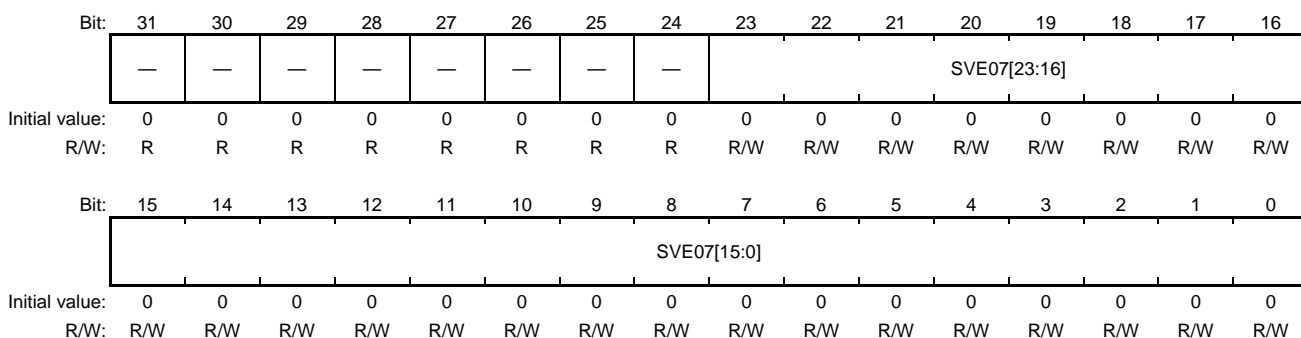 Bit: 31 30 29 28 27 26 25 24 23 22 21 20 19 18 17 16
— — — — — — — — SVE07[23:16]
Initial value: 0 0 0 0 0 0 0 0 0 0 0 0 0 0 0 0
R/W: R R R R R R R R R/W R/W R/W R/W R/W R/W R/W R/W
Bit: 15 14 13 12 11 10 9 8 7 6 5 4 3 2 1 0
SVE07[15:0]
Initial value: 0 0 0 0 0 0 0 0 0 0 0 0 0 0 0 0
R/W: R/W R/W R/W R/W R/W R/W R/W R/W R/W R/W R/W R/W R/W R/W R/W R/W